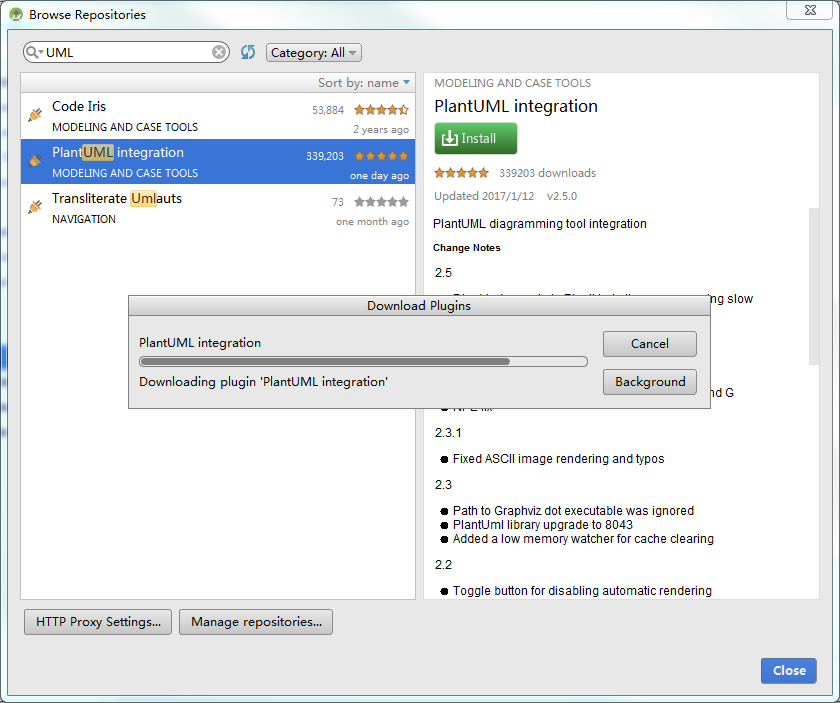 Browse Repositories
UML
Category: All
Sort by: name
Code Iris
53,884
MODELING AND CASE TOOLS
2 years ago
PlantUML integration
339,203
MODELING AND CASE TOOLS
one day ago
Transliterate Umlauts
73
NAVIGATION
one month ago
MODELING AND CASE TOOLS
PlantUML integration
Install
339203 downloads
Updated 2017/1/12 v2.5.0
PlantUML diagramming tool integration
Change Notes
2.5
slow
Download Plugins
PlantUML integration
Cancel
Downloading plugin 'PlantUML integration'
Background
G
2.3.1
Fixed ASCII image rendering and typos
2.3
Path to Graphviz dot executable was ignored
PlantUml library upgrade to 8043
Added a low memory watcher for cache clearing
2.2
Toggle button for disabling automatic rendering
HTTP Proxy Settings...
Manage repositories...
Close